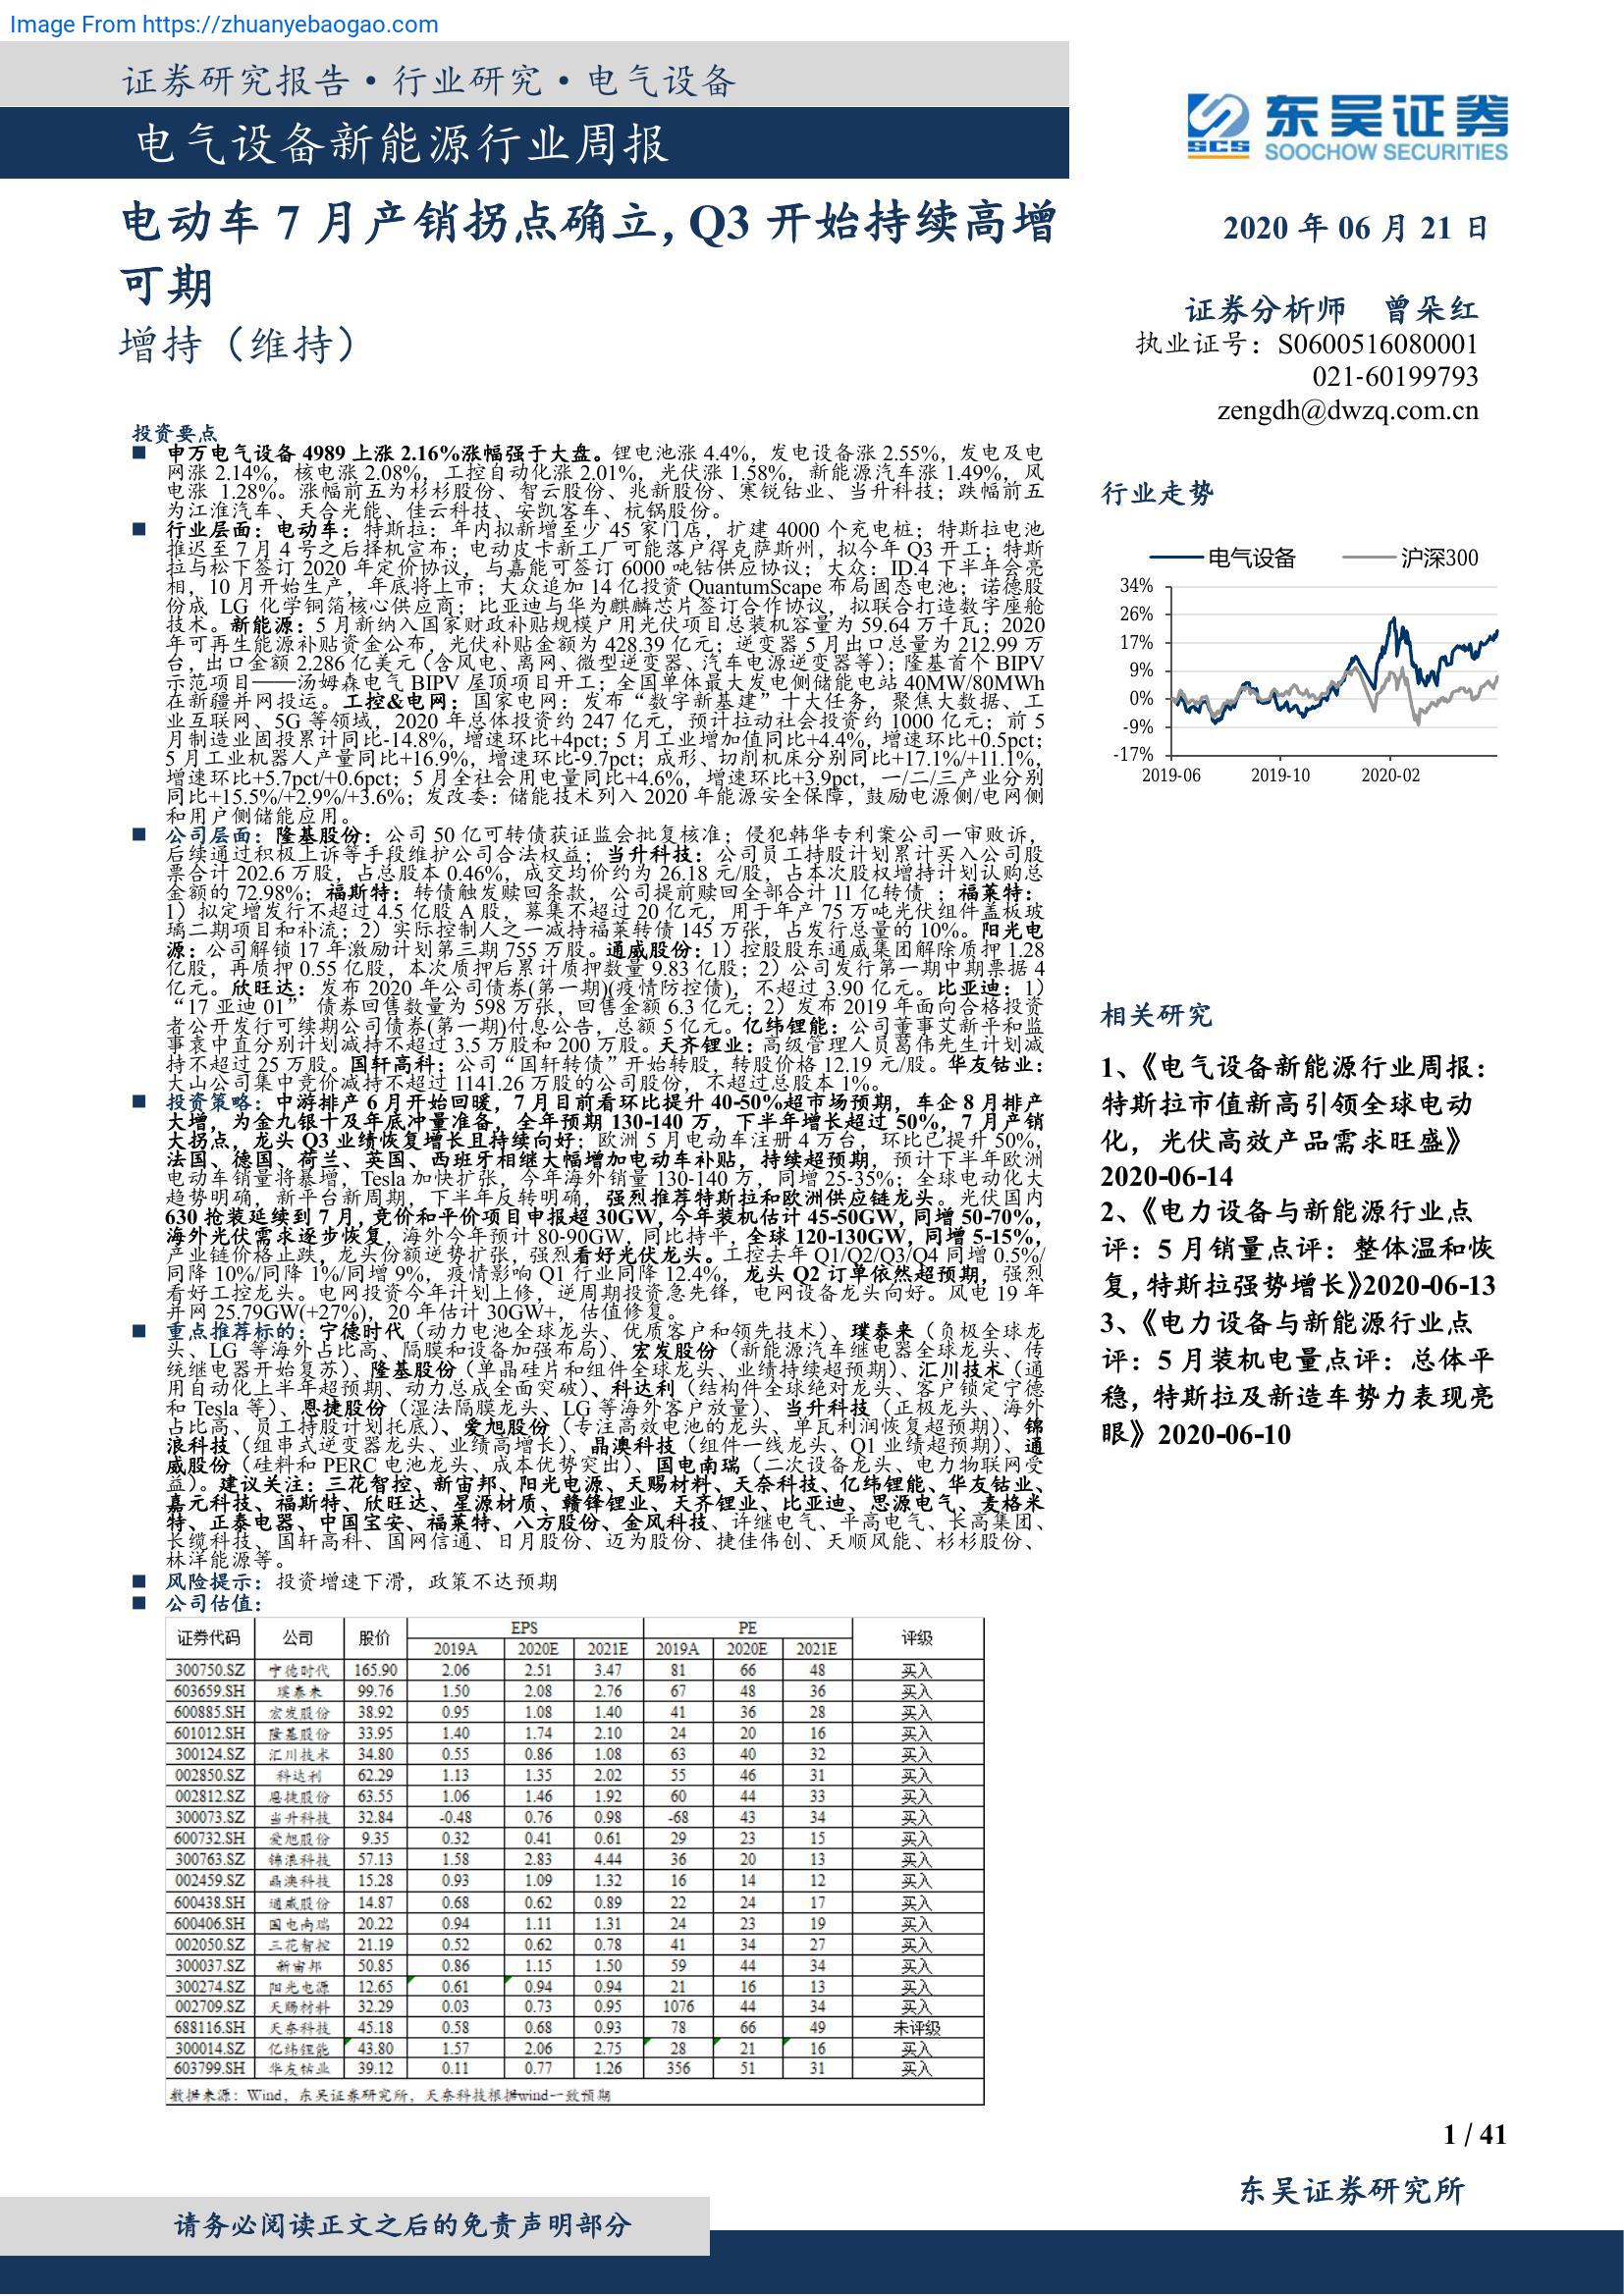 Image From https://zhuanyebaogao.com
证券研究报告·行业研究·电气设备
电气设备新能源行业周报
东吴证券
SCS SOOCHOW SECURITIES
电动车 7 月产销拐点确立，Q3 开始持续高增
可期
增持（维持）
2020 年 06 月 21 日
证券分析师 曾朵红
执业证号：S0600516080001
021-60199793
zengdh@dwzq.com.cn
投资要点
■ 申万电气设备 4989 上涨 2.16%涨幅强于大盘。锂电池涨 4.4%，发电设备涨 2.55%，发电及电
网涨 2.14%，核电涨 2.08%，工控自动化涨 2.01%，光伏涨 1.58%，新能源汽车涨 1.49%，风
电涨 1.28%。涨幅前五为杉杉股份、智云股份、兆新股份、寒锐钴业、当升科技；跌幅前五
为江淮汽车、天合光能、佳云科技、安凯客车、杭锅股份。
■ 行业层面：电动车：特斯拉：年内拟新增至少 45 家门店，扩建 4000 个充电桩；特斯拉电池
推迟至 7 月 4 号之后择机宣布；电动皮卡新工厂可能落户得克萨斯州，拟今年 Q3 开工；特斯
拉与松下签订 2020 年定价协议，与嘉能可签订 6000 吨钴供应协议；大众：ID.4 下半年会亮
相，10 月开始生产，年底将上市；大众追加 14 亿投资 QuantumScape 布局固态电池；诺德股
份成 LG 化学铜箔核心供应商；比亚迪与华为麒麟芯片签订合作协议，拟联合打造数字座舱
技术。新能源：5 月新纳入国家财政补贴规模户用光伏项目总装机容量为 59.64 万千瓦；2020
年可再生能源补贴资金公布，光伏补贴金额为 428.39 亿元；逆变器 5 月出口总量为 212.99 万
台，出口金额 2.286 亿美元（含风电、离网、微型逆变器、汽车电源逆变器等）；隆基首个 BIPV
示范项目——汤姆森电气 BIPV 屋顶项目开工；全国单体最大发电侧储能电站 40MW/80MWh
在新疆并网投运。工控&电网：国家电网：发布“数字新基建”十大任务，聚焦大数据、工
业互联网、5G 等领域，2020 年总体投资约 247 亿元，预计拉动社会投资约 1000 亿元；前 5
月制造业固投累计同比-14.8%，增速环比+4pct；5 月工业增加值同比+4.4%，增速环比+0.5pct；
5 月工业机器人产量同比+16.9%，增速环比-9.7pct；成形、切削机床分别同比+17.1%/+11.1%，
增速环比+5.7pct/+0.6pct；5 月全社会用电量同比+4.6%，增速环比+3.9pct，一/二/三产业分别
同比+15.5%/+2.9%/+3.6%；发改委：储能技术列入 2020 年能源安全保障，鼓励电源侧/电网侧
和用户侧储能应用。
■ 公司层面：隆基股份：公司 50 亿可转债获证监会批复核准；侵犯韩华专利案公司一审败诉，
后续通过积极上诉等手段维护公司合法权益；当升科技：公司员工持股计划累计买入公司股
票合计 202.6 万股，占总股本 0.46%，成交均价约为 26.18 元/股，占本次股权增持计划认购总
金额的 72.98%；福斯特：转债触发赎回条款，公司提前赎回全部合计 11 亿转债 ；福莱特：
1）拟定增发行不超过 4.5 亿股 A 股，募集不超过 20 亿元，用于年产 75 万吨光伏组件盖板玻
璃二期项目和补流；2）实际控制人之一减持福莱转债 145 万张，占发行总量的 10%。阳光电
源：公司解锁 17 年激励计划第三期 755 万股。通威股份：1）控股股东通威集团解除质押 1.28
亿股，再质押 0.55 亿股，本次质押后累计质押数量 9.83 亿股；2）公司发行第一期中期票据 4
亿元。欣旺达：发布 2020 年公司债券(第一期)(疫情防控债)，不超过 3.90 亿元。比亚迪：1）
“17 亚迪 01” 债券回售数量为 598 万张，回售金额 6.3 亿元；2）发布 2019 年面向合格投资
者公开发行可续期公司债券(第一期)付息公告，总额 5 亿元。亿纬锂能：公司董事艾新平和监
事袁中直分别计划减持不超过 3.5 万股和 200 万股。天齐锂业：高级管理人员葛伟先生计划减
持不超过 25 万股。国轩高科：公司“国轩转债”开始转股，转股价格 12.19 元/股。华友钴业：
大山公司集中竞价减持不超过 1141.26 万股的公司股份，不超过总股本 1%。
■ 投资策略：中游排产 6 月开始回暖，7 月目前看环比提升 40-50%超市场预期，车企 8 月排产
大增，为金九银十及年底冲量准备，全年预期 130-140 万，下半年增长超过 50%，7 月产销
大拐点，龙头 Q3 业绩恢复增长且持续向好；欧洲 5 月电动车注册 4 万台，环比已提升 50%，
法国、德国、荷兰、英国、西班牙相继大幅增加电动车补贴，持续超预期，预计下半年欧洲
电动车销量将暴增，Tesla 加快扩张，今年海外销量 130-140 万，同增 25-35%；全球电动化大
趋势明确，新平台新周期，下半年反转明确，强烈推荐特斯拉和欧洲供应链龙头。光伏国内
630 抢装延续到 7 月，竞价和平价项目申报超 30GW，今年装机估计 45-50GW，同增 50-70%，
海外光伏需求逐步恢复，海外今年预计 80-90GW，同比持平，全球 120-130GW，同增 5-15%，
产业链价格止跌，龙头份额逆势扩张，强烈看好光伏龙头。工控去年 Q1/Q2/Q3/Q4 同增 0.5%/
同降 10%/同降 1%/同增 9%，疫情影响 Q1 行业同降 12.4%，龙头 Q2 订单依然超预期，强烈
看好工控龙头。电网投资今年计划上修，逆周期投资急先锋，电网设备龙头向好。风电 19 年
并网 25.79GW(+27%)，20 年估计 30GW+，估值修复。
■ 重点推荐标的：宁德时代（动力电池全球龙头、优质客户和领先技术）、璞泰来（负极全球龙
头、LG 等海外占比高、隔膜和设备加强布局）、宏发股份（新能源汽车继电器全球龙头、传
统继电器开始复苏）、隆基股份（单晶硅片和组件全球龙头、业绩持续超预期）、汇川技术（通
用自动化上半年超预期、动力总成全面突破）、科达利（结构件全球绝对龙头、客户锁定宁德
和 Tesla 等）、恩捷股份（湿法隔膜龙头、LG 等海外客户放量）、当升科技（正极龙头、海外
占比高、员工持股计划托底）、爱旭股份（专注高效电池的龙头、单瓦利润恢复超预期）、锦
浪科技（组串式逆变器龙头、业绩高增长）、晶澳科技（组件一线龙头、Q1 业绩超预期）、通
威股份（硅料和 PERC 电池龙头、成本优势突出）、国电南瑞（二次设备龙头、电力物联网受
益）。建议关注：三花智控、新宙邦、阳光电源、天赐材料、天奈科技、亿纬锂能、华友钴业、
嘉元科技、福斯特、欣旺达、星源材质、赣锋锂业、天齐锂业、比亚迪、思源电气、麦格米
特、正泰电器、中国宝安、福莱特、八方股份、金风科技、许继电气、平高电气、长高集团、
长缆科技、国轩高科、国网信通、日月股份、迈为股份、捷佳伟创、天顺风能、杉杉股份、
林洋能源等。
■ 风险提示：投资增速下滑，政策不达预期
■ 公司估值：
证券代码 公司 股价 EPS PE 评级
2019A 2020E 2021E 2019A 2020E 2021E
300750.SZ 宁德时代 165.90 2.06 2.51 3.47 81 66 48 买入
603659.SH 璞泰来 99.76 1.50 2.08 2.76 67 48 36 买入
600885.SH 宏发股份 38.92 0.95 1.08 1.40 41 36 28 买入
601012.SH 隆基股份 33.95 1.40 1.74 2.10 24 20 16 买入
300124.SZ 汇川技术 34.80 0.55 0.86 1.08 63 40 32 买入
002850.SZ 科达利 62.29 1.13 1.35 2.02 55 46 31 买入
002812.SZ 恩捷股份 63.55 1.06 1.46 1.92 60 44 33 买入
300073.SZ 当升科技 32.84 -0.48 0.76 0.98 -68 43 34 买入
600732.SH 爱旭股份 9.35 0.32 0.41 0.61 29 23 15 买入
300763.SZ 锦浪科技 57.13 1.58 2.83 4.44 36 20 13 买入
002459.SZ 晶澳科技 15.28 0.93 1.09 1.32 16 14 12 买入
600438.SH 通威股份 14.87 0.68 0.62 0.89 22 24 17 买入
600406.SH 国电南瑞 20.22 0.94 1.11 1.31 24 23 19 买入
002050.SZ 三花智控 21.19 0.52 0.62 0.78 41 34 27 买入
300037.SZ 新宙邦 50.85 0.86 1.15 1.50 59 44 34 买入
300274.SZ 阳光电源 12.65 0.61 0.94 0.94 21 16 13 买入
002709.SZ 天赐材料 32.29 0.03 0.73 0.95 1076 44 34 买入
688116.SH 天奈科技 45.18 0.58 0.68 0.93 78 66 49 未评级
300014.SZ 亿纬锂能 43.80 1.57 2.06 2.75 28 21 16 买入
603799.SH 华友钴业 39.12 0.11 0.77 1.26 356 51 31 买入
数据来源：Wind，东吴证券研究所，天奈科技根据wind一致预期
行业走势
电气设备 沪深300
34%
26%
17%
9%
0%
-9%
-17%
2019-06 2019-10 2020-02
相关研究
1、《电气设备新能源行业周报：
特斯拉市值新高引领全球电动
化，光伏高效产品需求旺盛》
2020-06-14
2、《电力设备与新能源行业点
评：5 月销量点评：整体温和恢
复，特斯拉强势增长》2020-06-13
3、《电力设备与新能源行业点
评：5 月装机电量点评：总体平
稳，特斯拉及新造车势力表现亮
眼》2020-06-10
1 / 41
东吴证券研究所
请务必阅读正文之后的免责声明部分